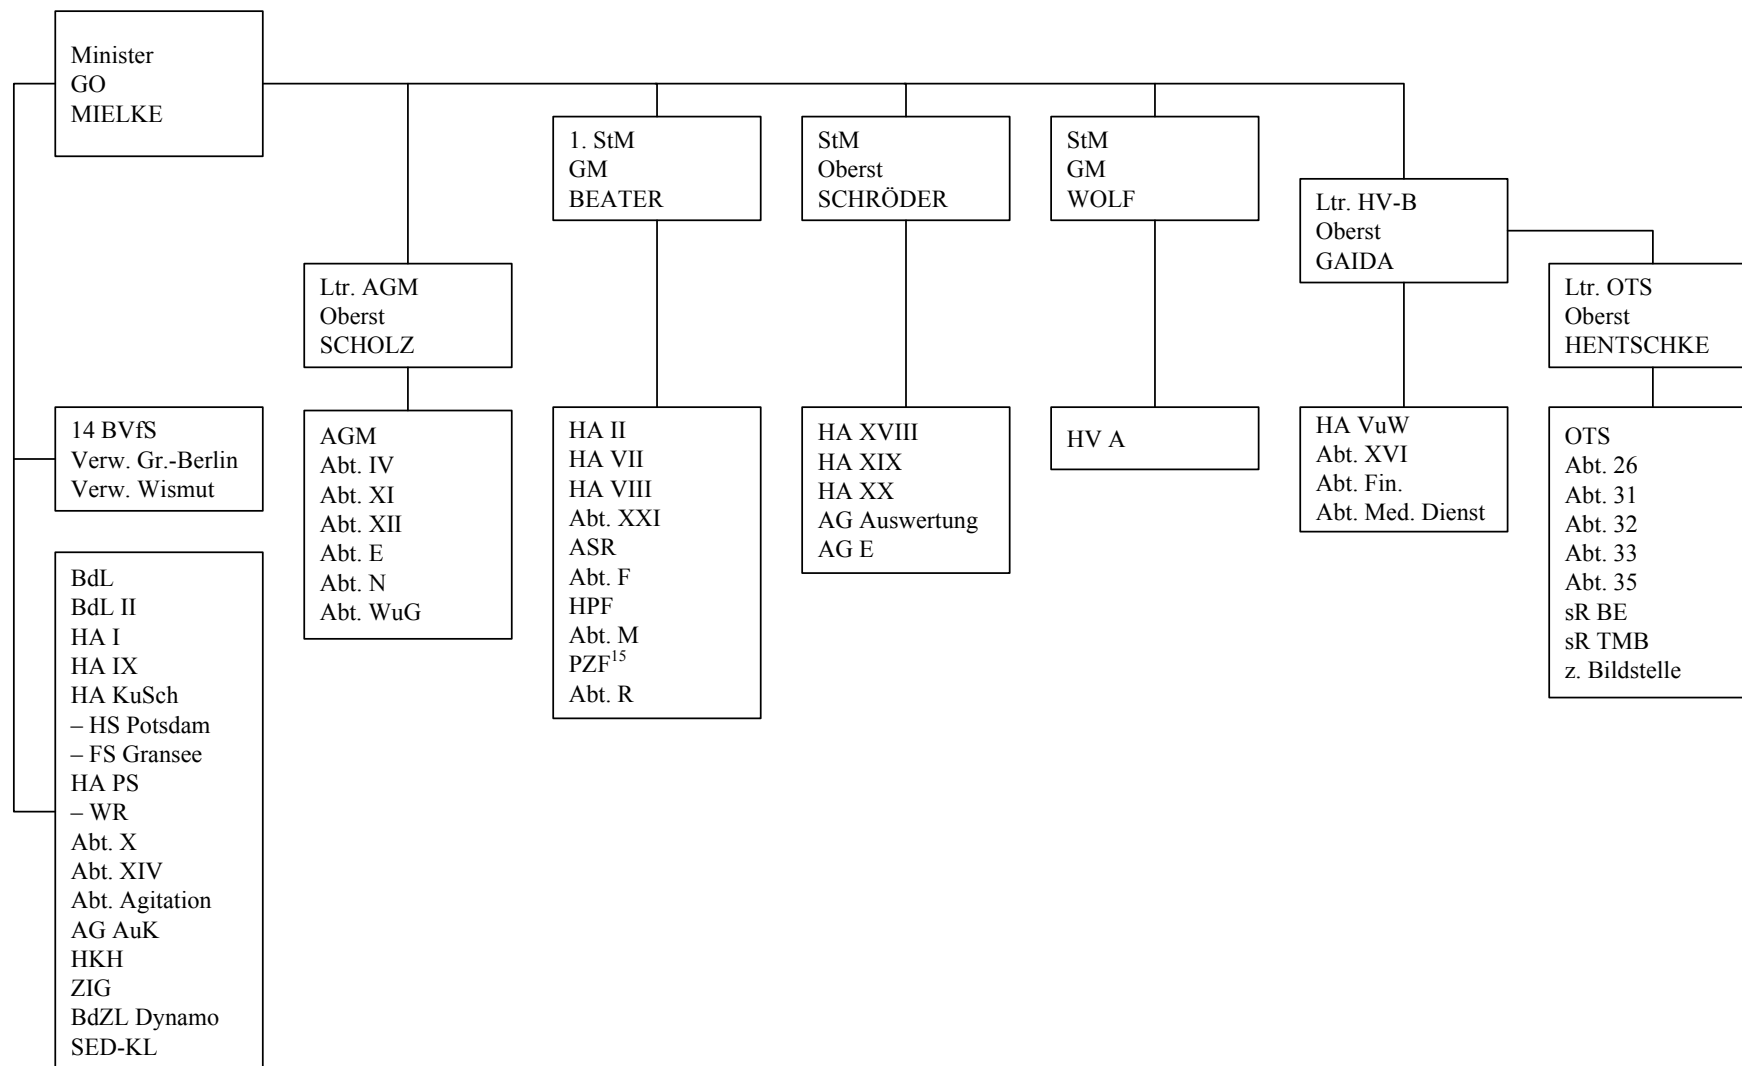 Minister
GO
MIELKE
1. StM
GM
BEATER
StM
Oberst
SCHRÖDER
StM
GM
WOLF
Ltr. HV-B
Oberst
GAIDA
Ltr. AGM
Oberst
SCHOLZ
Ltr. OTS
Oberst
HENTSCHKE
14 BVfS
Verw. Gr.-Berlin
Verw. Wismut
BdL
BdL II
HA I
HA IX
HA KuSch
– HS Potsdam
– FS Gransee
HA PS
– WR
Abt. X
Abt. XIV
Abt. Agitation
AG AuK
HKH
ZIG
BdZL Dynamo
SED-KL
AGM
Abt. IV
Abt. XI
Abt. XII
Abt. E
Abt. N
Abt. WuG
HA II
HA VII
HA VIII
Abt. XXI
ASR
Abt. F
HPF
Abt. M
PZF15
Abt. R
HA XVIII
HA XIX
HA XX
AG Auswertung
AG E
HV A
HA VuW
Abt. XVI
Abt. Fin.
Abt. Med. Dienst
OTS
Abt. 26
Abt. 31
Abt. 32
Abt. 33
Abt. 35
sR BE
sR TMB
z. Bildstelle